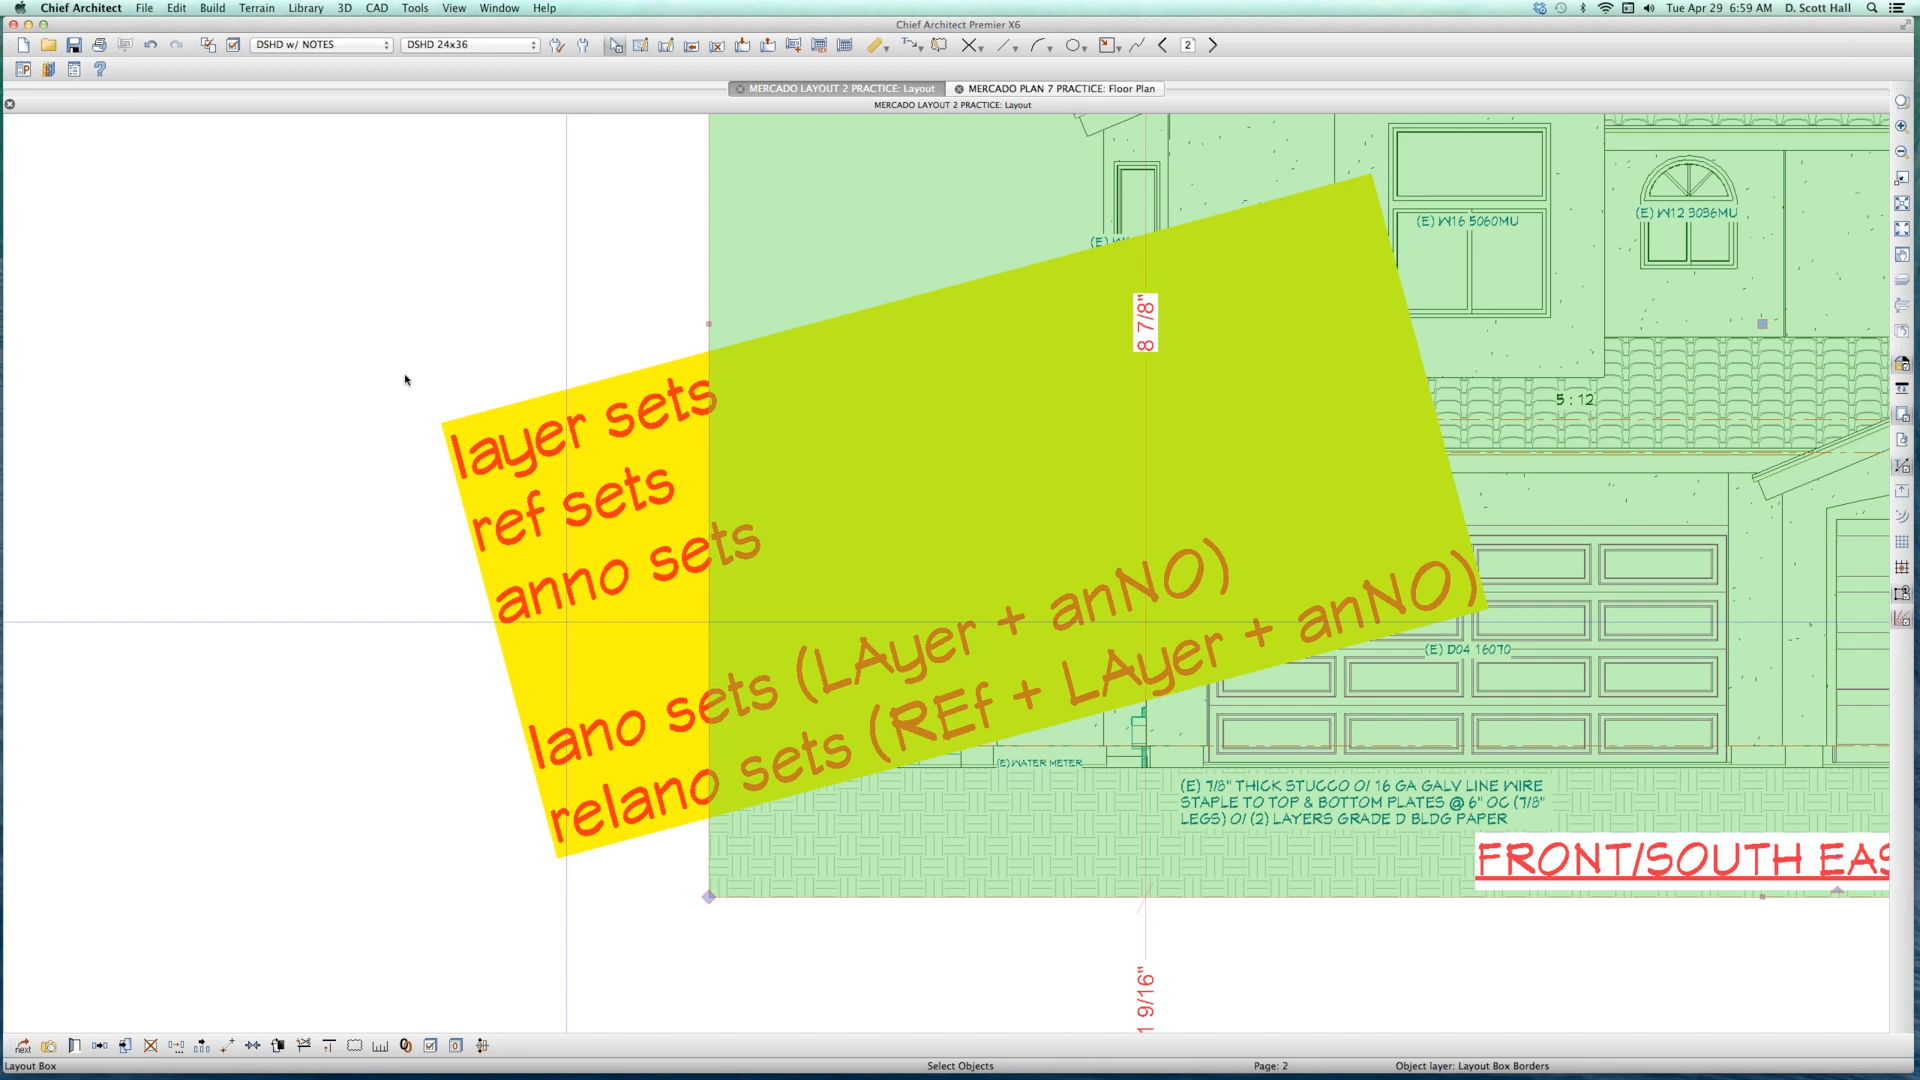 Chief Architect File Edit Build Terrain Library 3D CAD Tools View Window Help
Tue Apr 29 6:59 AM D. Scott Hall
Chief Architect Premier X6
DSHD w/ NOTES
DSHD 24x36
2
MERCADO LAYOUT 2 PRACTICE: Layout
MERCADO PLAN 7 PRACTICE: Floor Plan
MERCADO LAYOUT 2 PRACTICE: Layout
(E) W16 5060MU
(E) W12 3036MU
8 7/8"
5 : 12
layer sets
ref sets
anno sets
lano sets (LAyer + anNO)
relano sets (REf + LAyer + anNO)
(E) D04 16070
(E) WATER METER
(E) 7/8" THICK STUCCO O/ 16 GA GALV LINE WIRE
STAPLE TO TOP & BOTTOM PLATES @ 6" OC (7/8"
LEGS) O/ (2) LAYERS GRADE D BLDG PAPER
FRONT/SOUTH EAS
1 9/16"
next
Layout Box
Select Objects
Page: 2
Object layer: Layout Box Borders